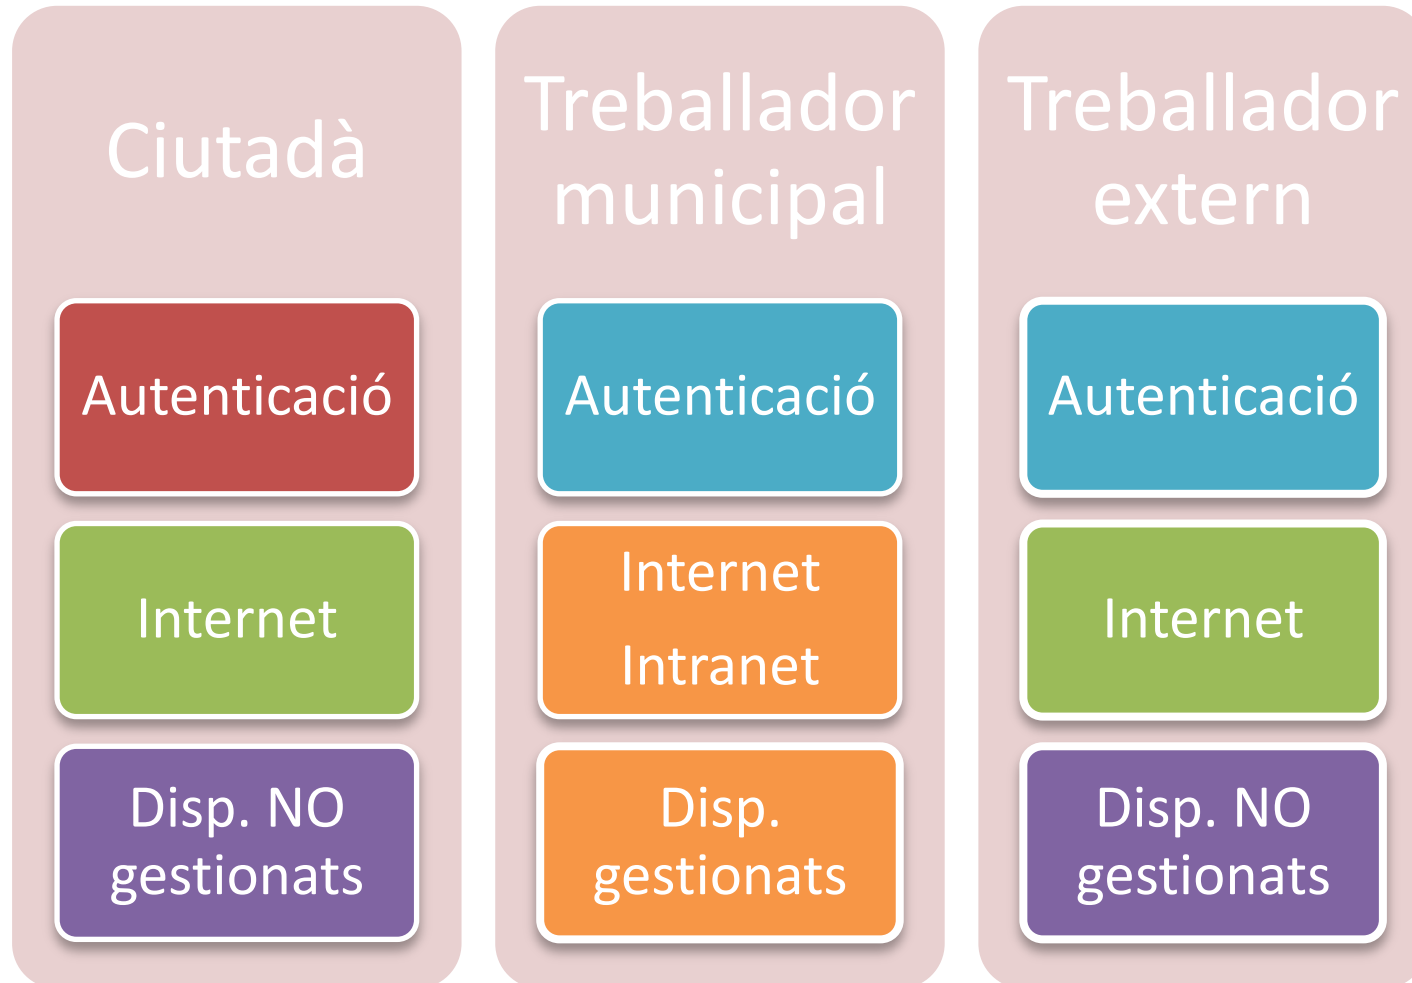 Ciutadà
Autenticació
Internet
Disp. NO
gestionats
Treballador
municipal
Autenticació
Internet
Intranet
Disp.
gestionats
Treballador
extern
Autenticació
Internet
Disp. NO
gestionats